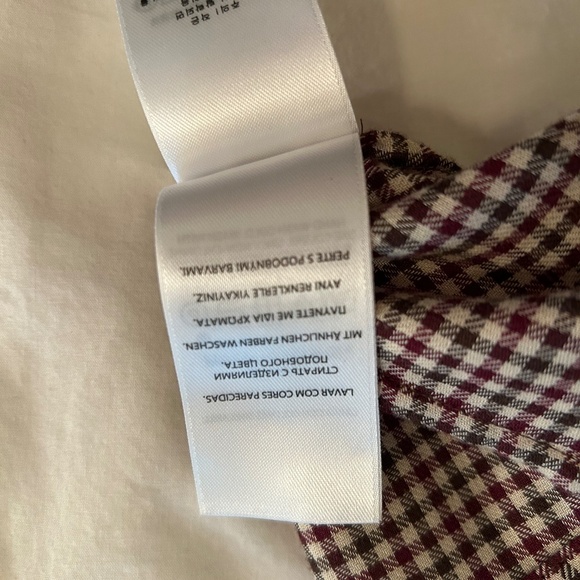 LAVAR COM CORES PARECIDAS.
СТИРАТЬ С ИЗДЕЛИЯМИ
ПОДОБНОГО ЦВЕТА.
MIT ÄHNLICHEN FARBEN WASCHEN.
ΠΛΥΝΕΤΕ ΜΕ ΙΔΙΑ ΧΡΩΜΑΤΑ.
AYNI RENKLERLE YIKAYINIZ.
PERTE S PODOBNYMI BARVAMI.